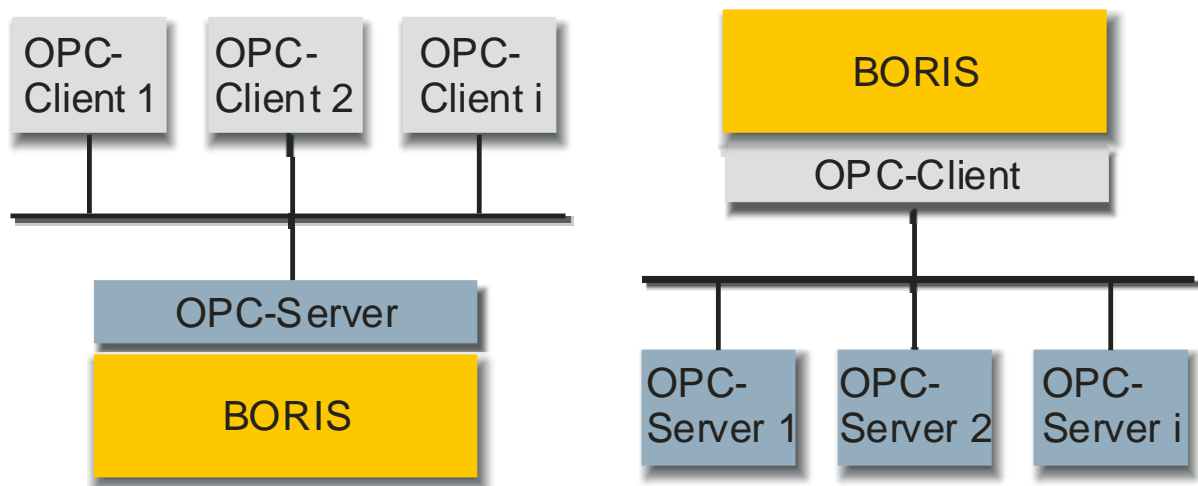 OPC-
Client 1
OPC-
Client 2
OPC-
Client i
OPC-Server
BORIS
BORIS
OPC-Client
OPC-
Server 1
OPC-
Server 2
OPC-
Server i